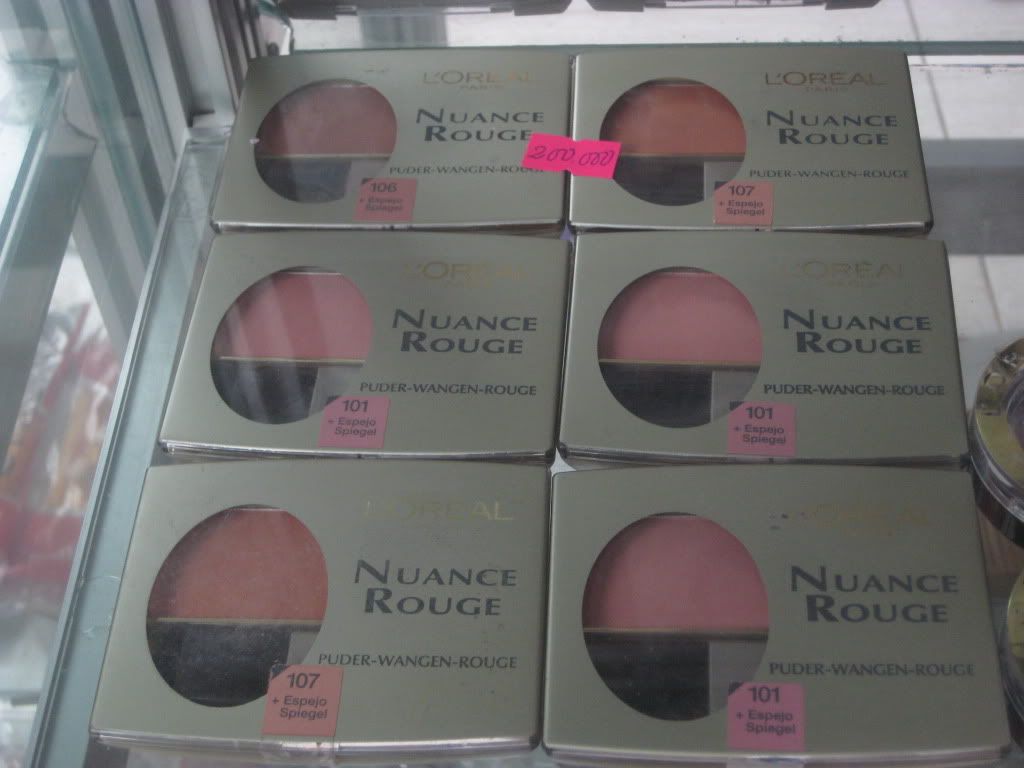 L'ORÉAL
PARIS
NUANCE
ROUGE
PUDER-WANGEN-ROUGE
106
+ Espejo
Spiegel
200.000
L'ORÉAL
PARIS
NUANCE
ROUGE
PUDER-WANGEN-ROUGE
107
+ Espejo
Spiegel
L'ORÉAL
NUANCE
ROUGE
PUDER-WANGEN-ROUGE
101
+ Espejo
Spiegel
L'ORÉAL
NUANCE
ROUGE
PUDER-WANGEN-ROUGE
101
+ Espejo
Spiegel
L'ORÉAL
NUANCE
ROUGE
PUDER-WANGEN-ROUGE
107
+ Espejo
Spiegel
L'ORÉAL
NUANCE
ROUGE
PUDER-WANGEN-ROUGE
101
+ Espejo
Spiegel